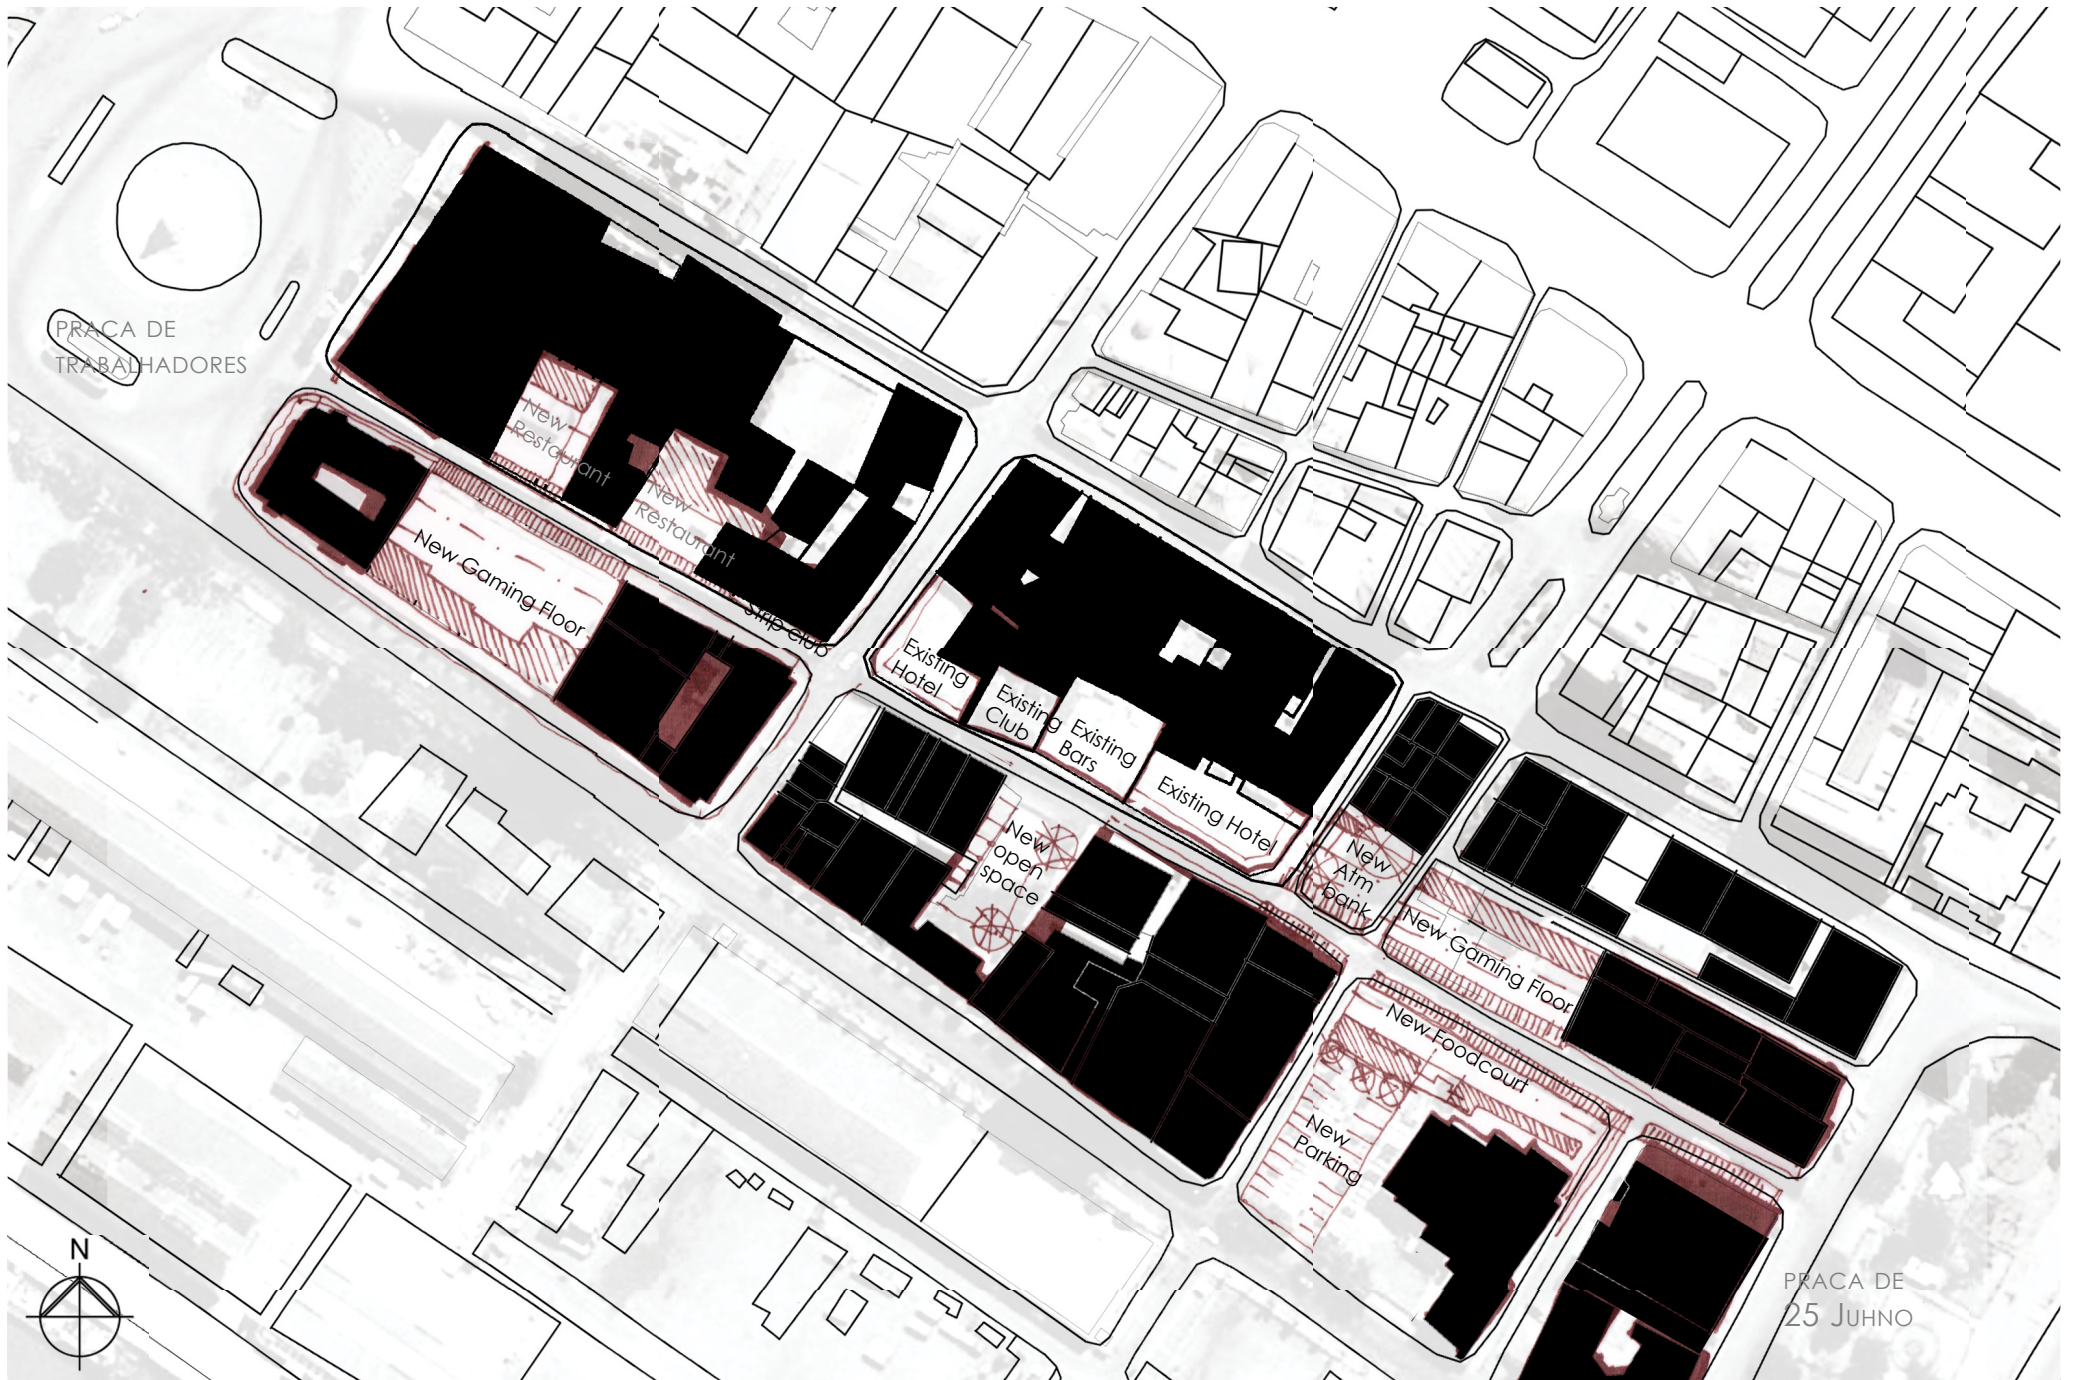 PRACA DE
TRABALHADORES
New
Restaurant
New
Restaurant
New Gaming Floor
Strip club
Existing
Hotel
Existing
Club
Existing
Bars
Existing Hotel
New
open
space
New
Atm
bank
New Gaming Floor
New Foodcourt
New
Parking
N
PRACA DE
25 JUHNO